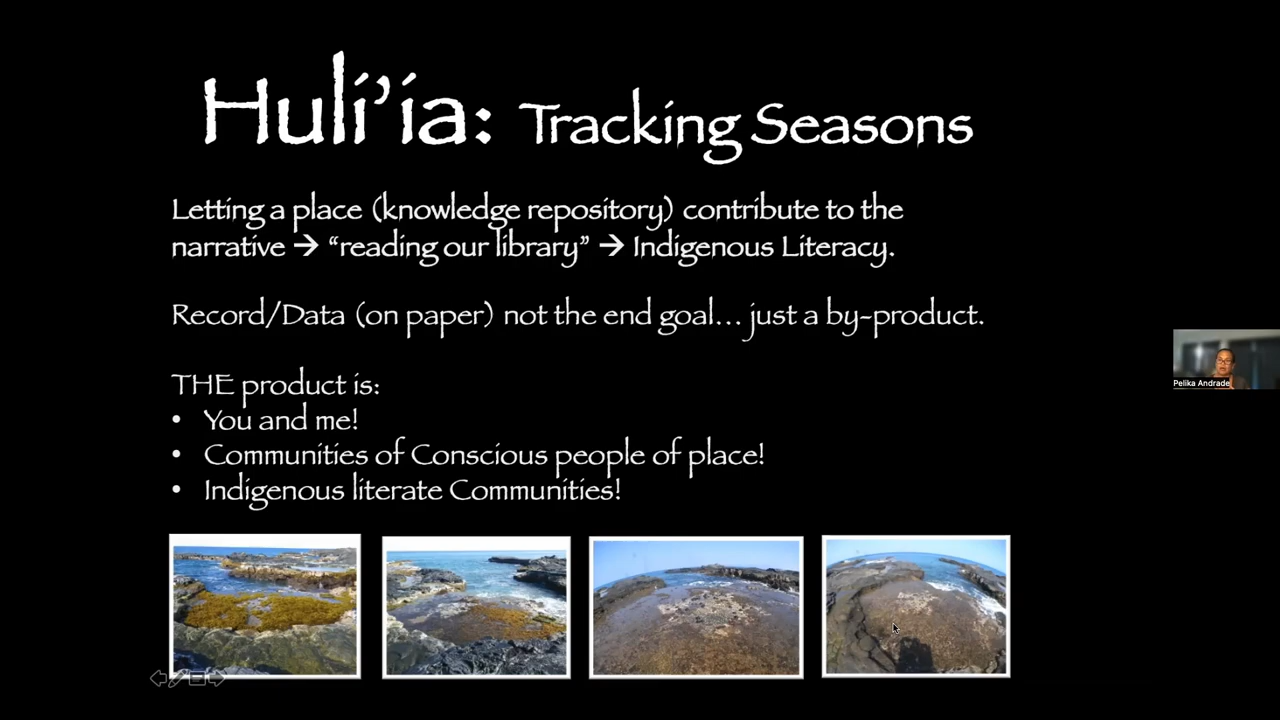 Huli’ia: Tracking Seasons
Letting a place (knowledge repository) contribute to the
narrative → “reading our library” → Indigenous Literacy.
Record/Data (on paper) not the end goal… just a by-product.
THE product is:
• You and me!
• Communities of Conscious people of place!
• Indigenous literate Communities!
Pelika Andrade